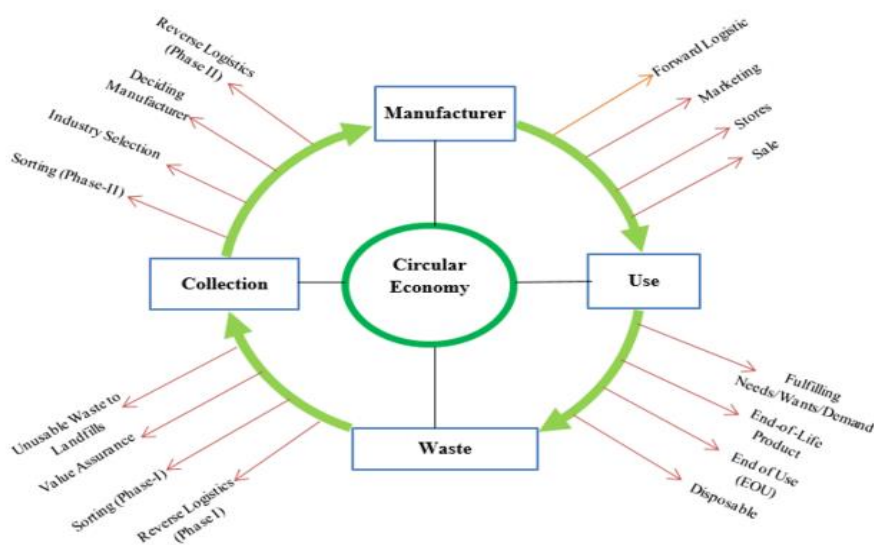 Reverse Logistics
(Phase II)
Deciding
Manufacturer
Industry Selection
Sorting (Phase-II)
Manufacturer
Forward Logistic
Marketing
Stores
Sale
Collection
Circular
Economy
Use
Unusable Waste to
Landfills
Value Assurance
Sorting (Phase-I)
Reverse Logistics
(Phase I)
Waste
Fulfilling
Needs/Wants/Demand
End-of-Life
Product
End of Use
(EOU)
Disposable